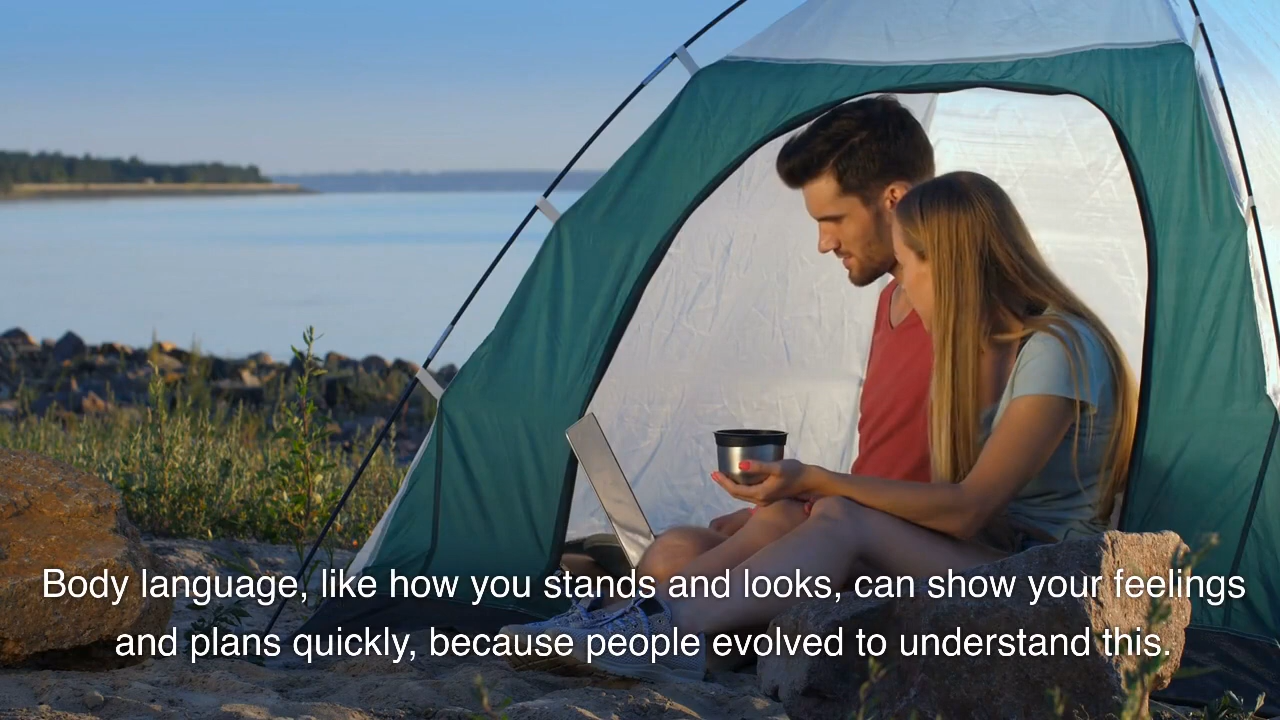 Body language, like how you stands and looks, can show your feelings
and plans quickly, because people evolved to understand this.